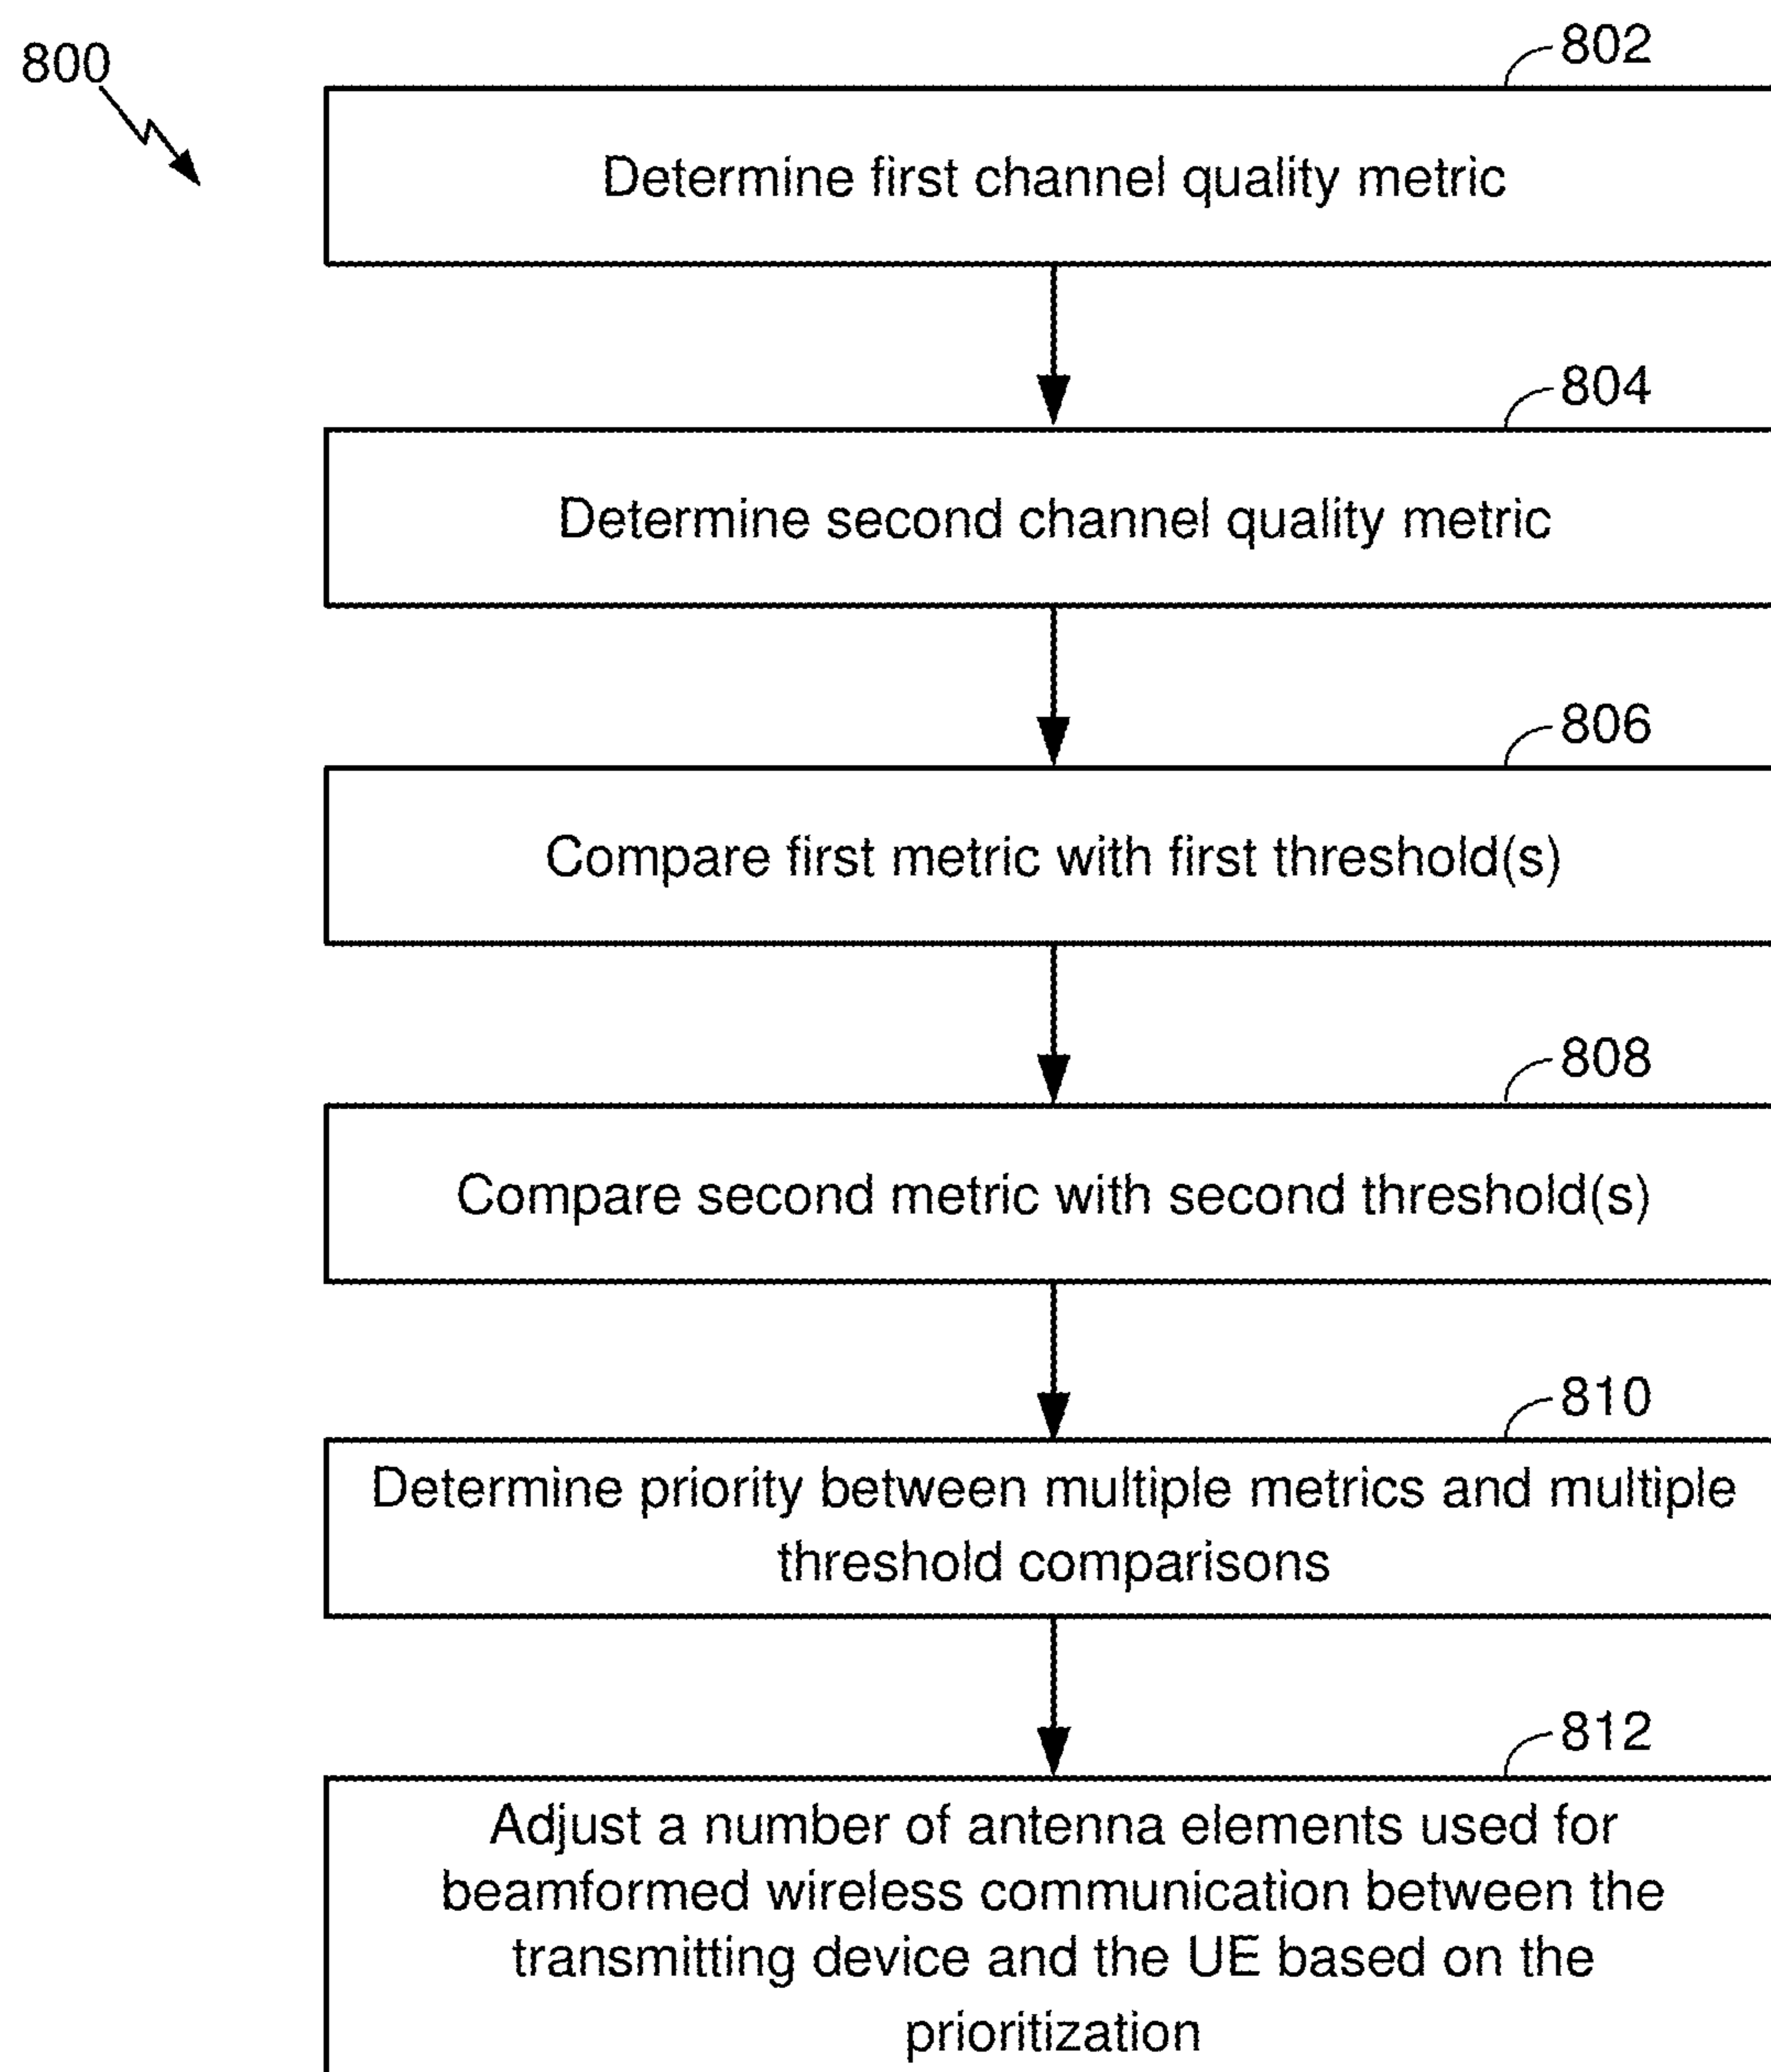 800
802
Determine first channel quality metric
804
Determine second channel quality metric
806
Compare first metric with first threshold(s)
808
Compare second metric with second threshold(s)
810
Determine priority between multiple metrics and multiple
threshold comparisons
812
Adjust a number of antenna elements used for
beamformed wireless communication between the
transmitting device and the UE based on the
prioritization